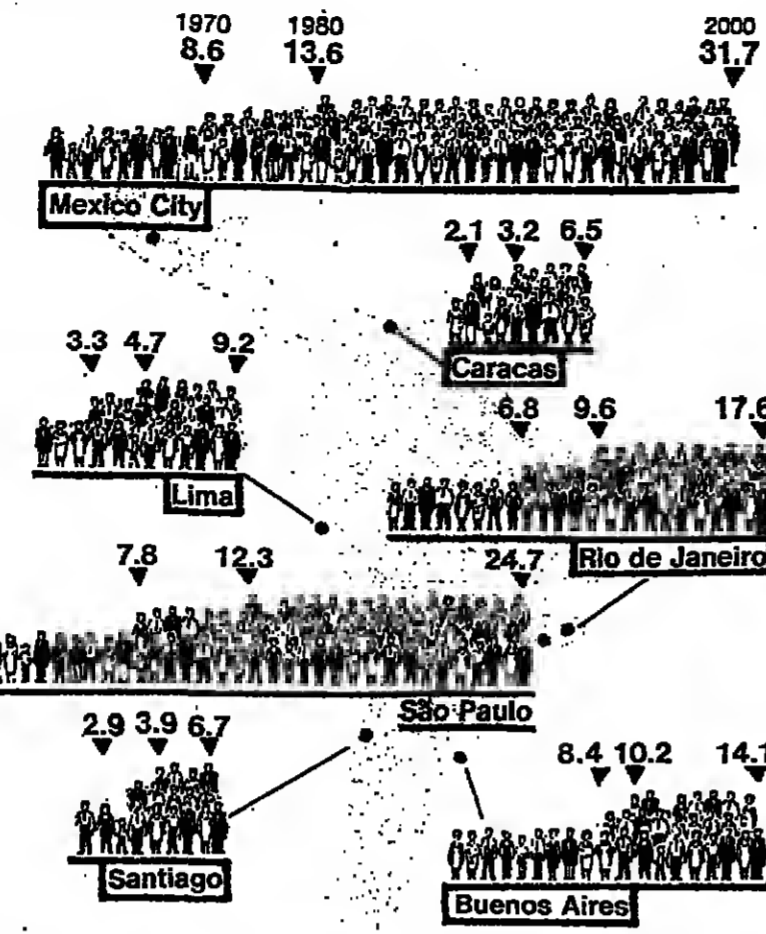 1970 1980 2000
8.6 13.6 31.7
Mexico City
2.1 3.2 6.5
Caracas
3.3 4.7 9.2
Lima
6.8 9.6 17.6
Rio de Janeiro
7.8 12.3 24.7
São Paulo
2.9 3.9 6.7
Santiago
8.4 10.2 14.1
Buenos Aires